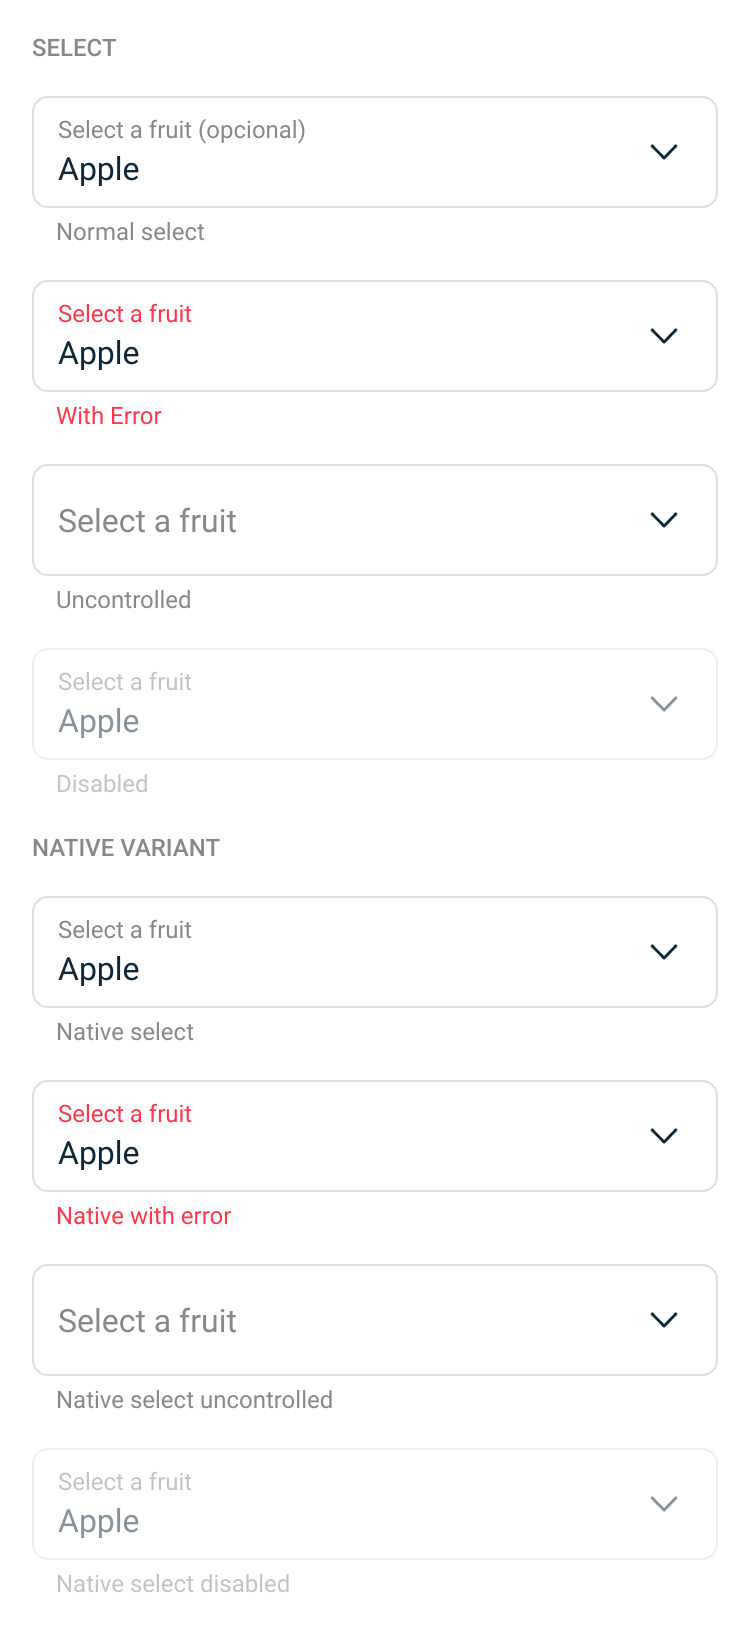 SELECT
Select a fruit (opcional)
Apple
Normal select
Select a fruit
Apple
With Error
Select a fruit
Uncontrolled
Select a fruit
Apple
Disabled
NATIVE VARIANT
Select a fruit
Apple
Native select
Select a fruit
Apple
Native with error
Select a fruit
Native select uncontrolled
Select a fruit
Apple
Native select disabled